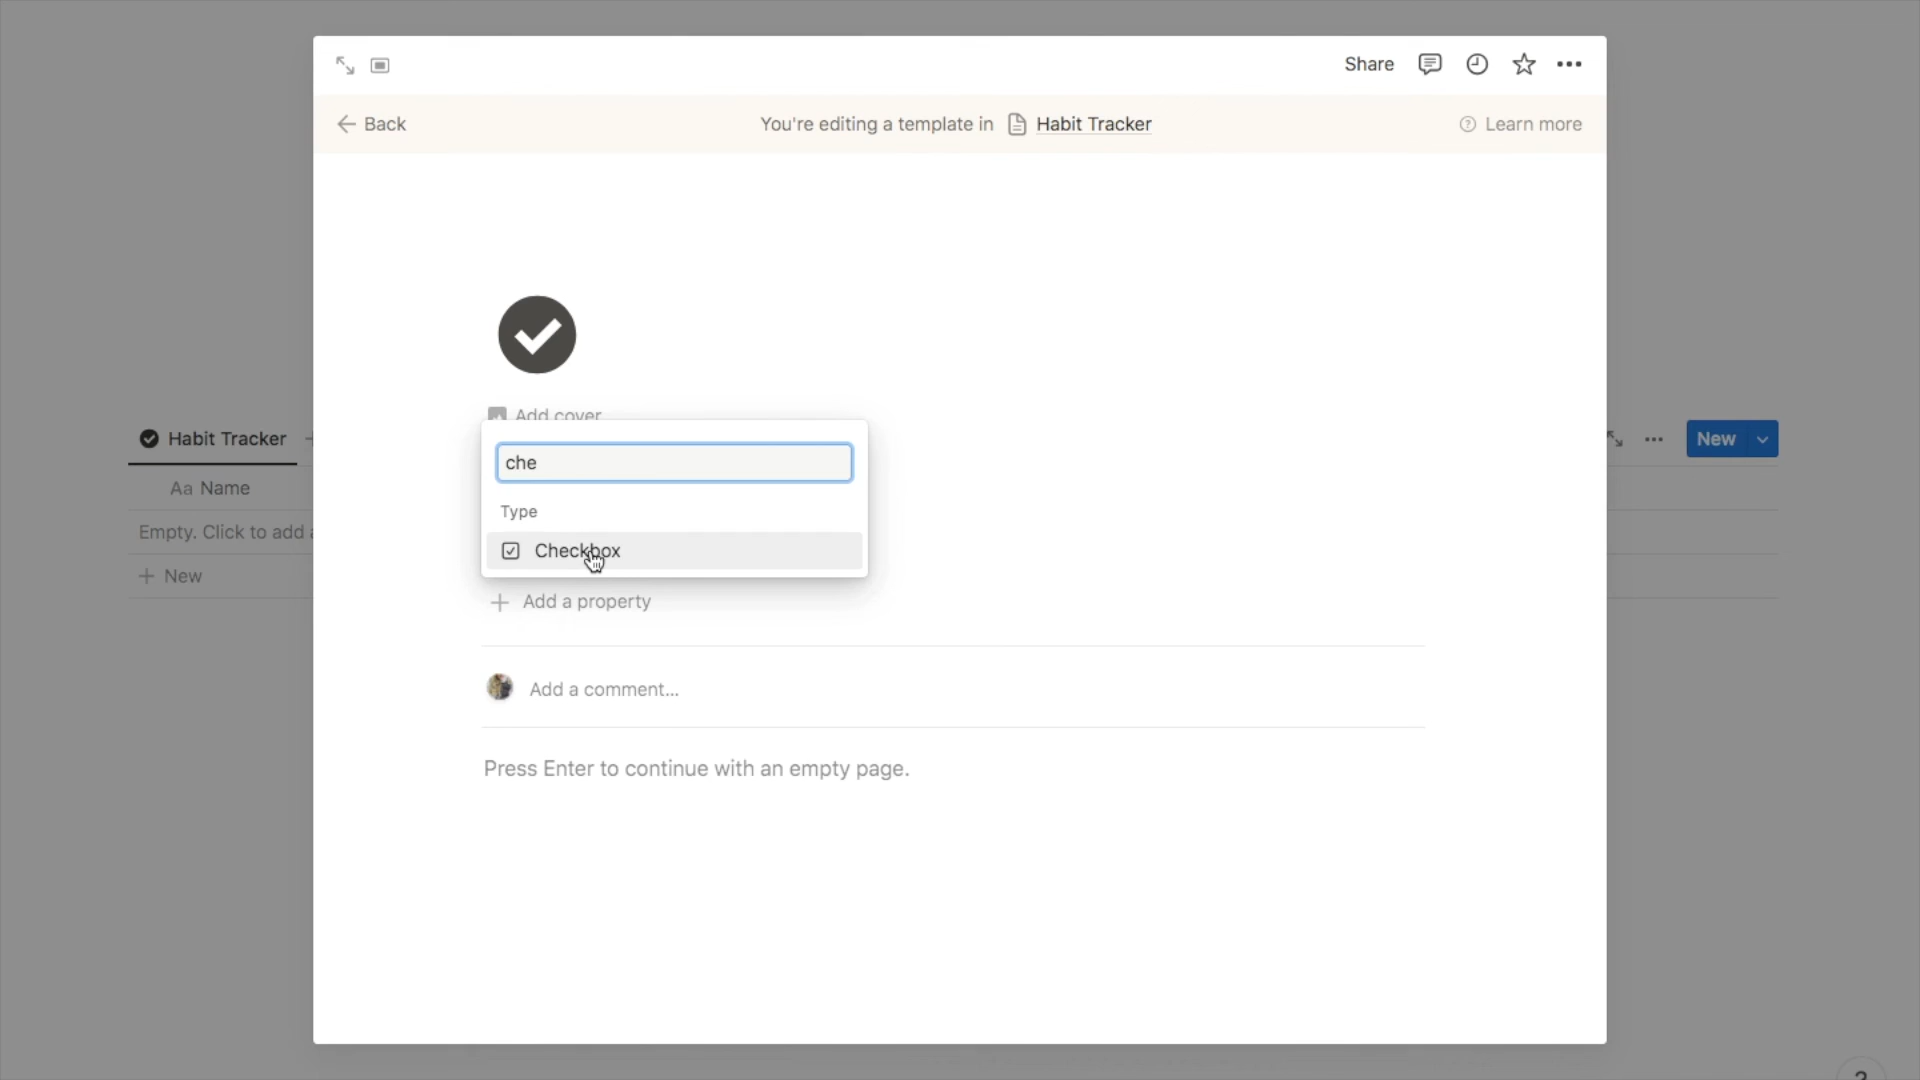 Share
Back
You're editing a template in Habit Tracker
Learn more
Add cover
Habit Tracker
New
che
Aa Name
Type
Empty. Click to add
Checkbox
New
Add a property
Add a comment...
Press Enter to continue with an empty page.